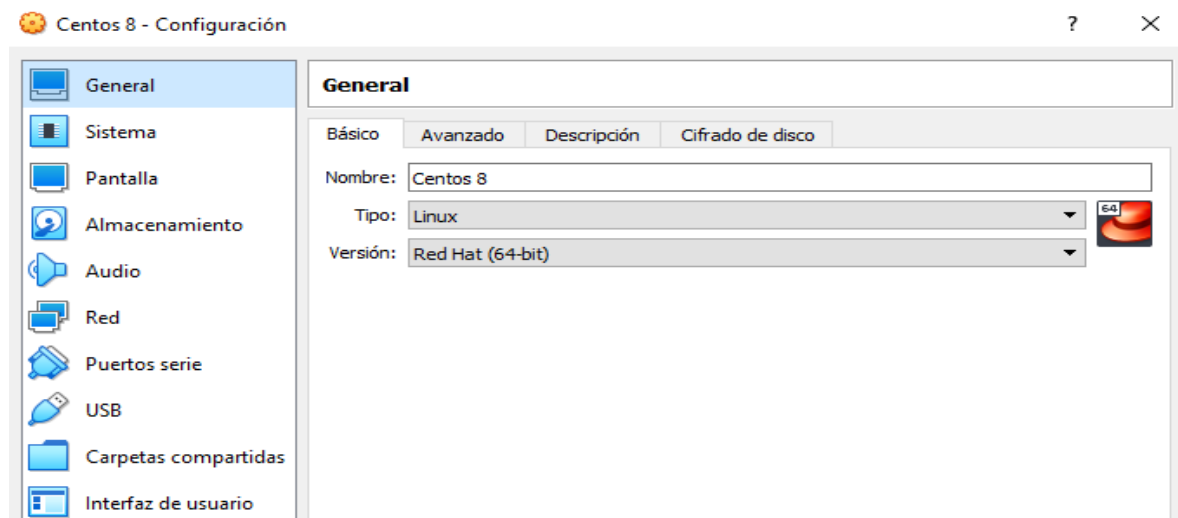 Centos 8 - Configuración ?
General
Sistema
Pantalla
Almacenamiento
Audio
Red
Puertos serie
USB
Carpetas compartidas
Interfaz de usuario
General
Básico Avanzado Descripción Cifrado de disco
Nombre: Centos 8
Tipo: Linux
64
Versión: Red Hat (64-bit)